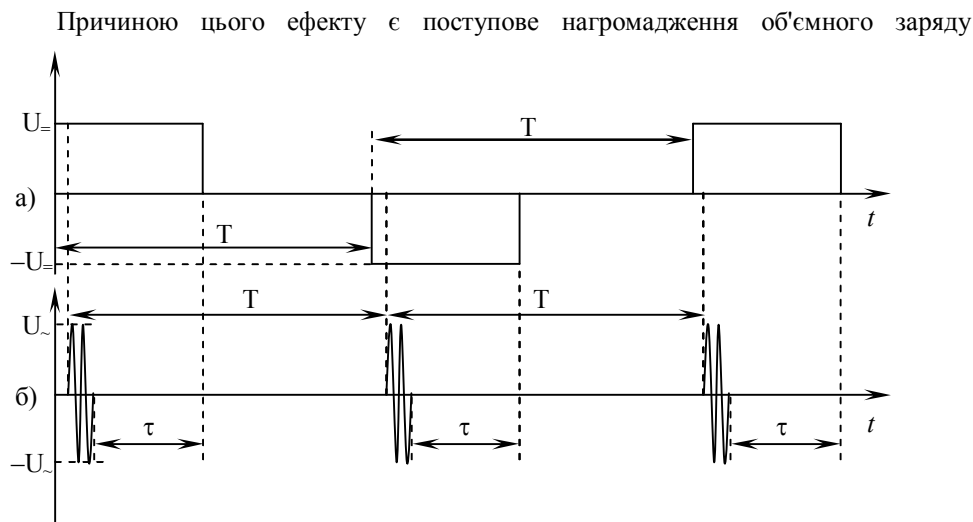 Причиною цього ефекту є поступове нагромадження об'ємного заряду
U=
T
а)
t
T
–U=
T
T
U~
б)
t
τ
τ
τ
–U~